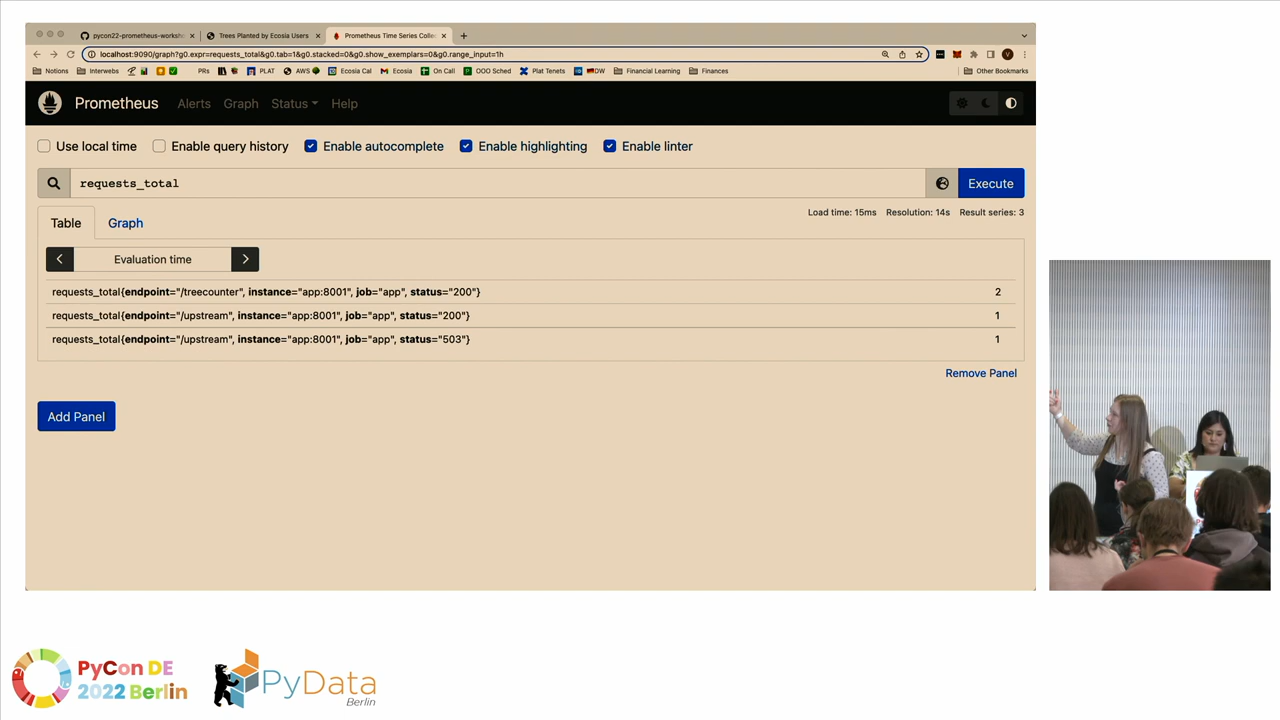 pycon22-prometheus-worksh
Trees Planted by Ecosia Users
Prometheus Time Series Collec
localhost:9090/graph?g0.expr=requests_total&g0.tab=1&g0.stacked=0&g0.show_exemplars=0&g0.range_input=1h
Notions Interwebs PRs PLAT AWS Ecosia Cal Ecosia On Call OOO Sched Plat Tenets DW Financial Learning Finances Other Bookmarks
Prometheus Alerts Graph Status Help
Use local time Enable query history Enable autocomplete Enable highlighting Enable linter
requests_total Execute
Table Graph Load time: 15ms Resolution: 14s Result series: 3
Evaluation time
requests_total{endpoint="/treecounter", instance="app:8001", job="app", status="200"} 2
requests_total{endpoint="/upstream", instance="app:8001", job="app", status="200"} 1
requests_total{endpoint="/upstream", instance="app:8001", job="app", status="503"} 1
Remove Panel
Add Panel
PyCon DE
2022 Berlin
PyData
Berlin